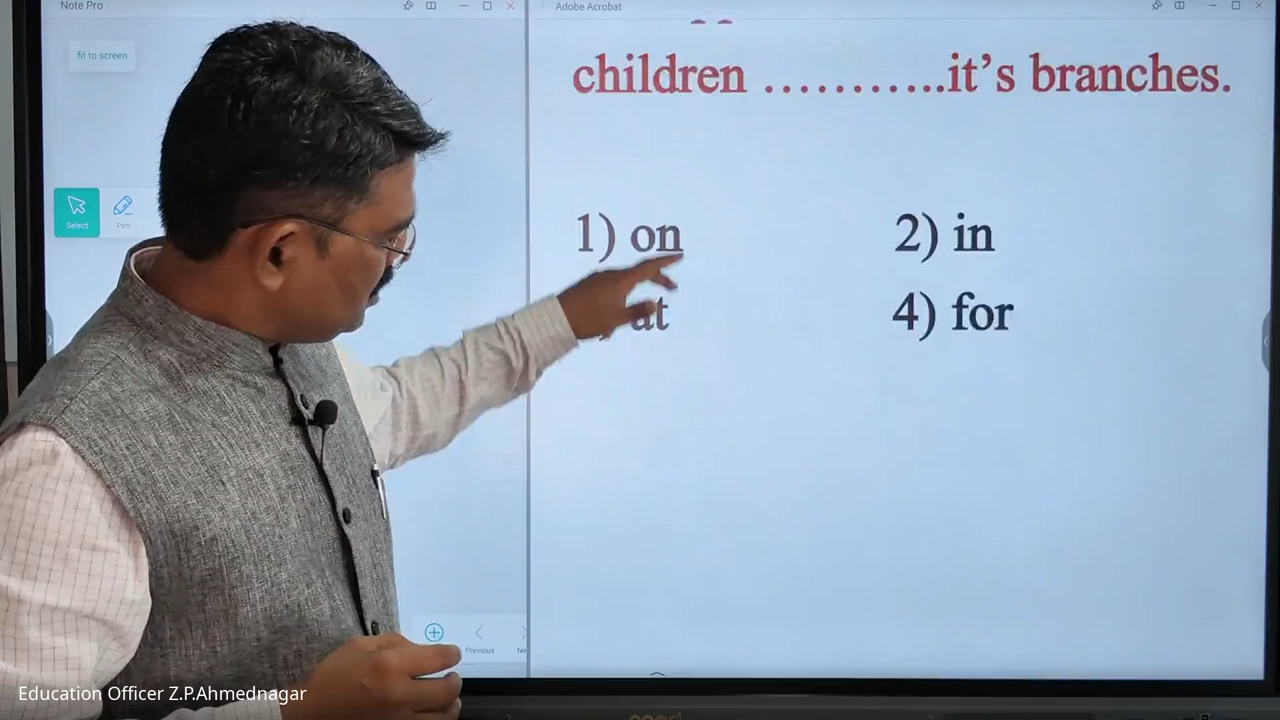 Note Pro
Adobe Acrobat
fit to screen
children ...........it’s branches.
Select
Pen
1) on
2) in
at
4) for
Previous
Ne
Education Officer Z.P.Ahmednagar